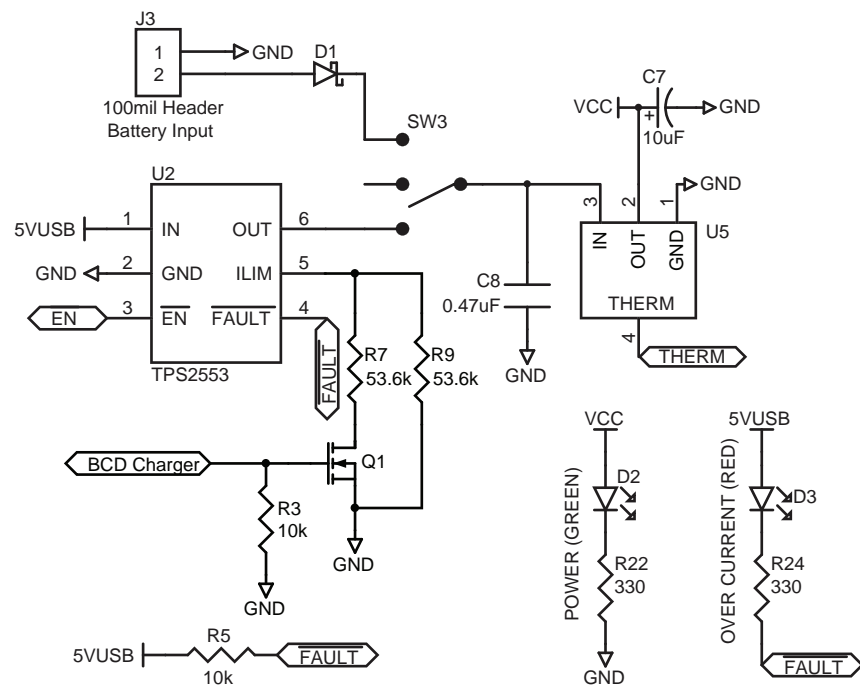 J3
1
2
GND
100mil Header
Battery Input
D1
SW3
C7
VCC
+
10uF
GND
U2
5VUSB
1
IN
OUT
6
GND
2
GND
ILIM
5
EN
3
EN
FAULT
4
TPS2553
FAULT
R7
53.6k
R9
53.6k
C8
0.47uF
GND
3
2
1
GND
IN
OUT
GND
U5
THERM
4
THERM
BCD Charger
Q1
R3
10k
GND
GND
5VUSB
R5
10k
FAULT
VCC
POWER (GREEN)
D2
R22
330
GND
5VUSB
OVER CURRENT (RED)
D3
R24
330
FAULT